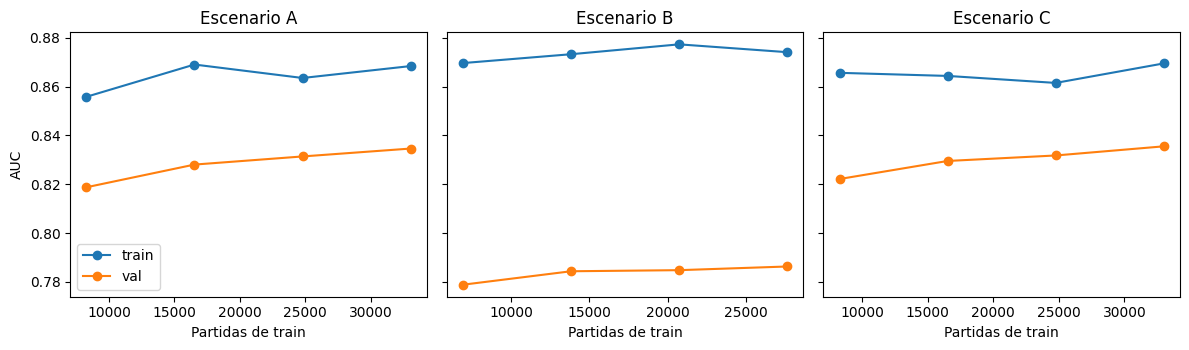 Escenario A
Escenario B
Escenario C
0.88
0.86
0.84
0.82
0.80
0.78
AUC
train
val
10000 15000 20000 25000 30000
10000 15000 20000 25000
10000 15000 20000 25000 30000
Partidas de train
Partidas de train
Partidas de train